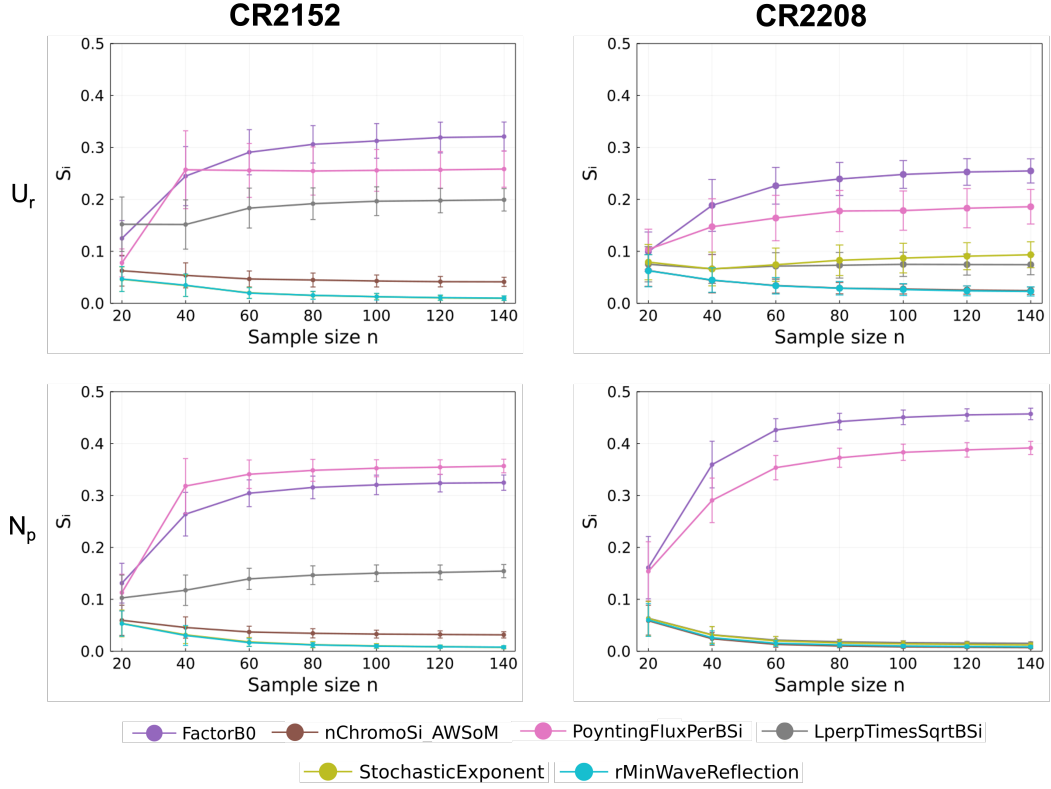 CR2152
CR2208
0.5
0.4
0.3
0.2
0.1
0.0
Si
Ur
20 40 60 80 100 120 140
Sample size n
0.5
0.4
0.3
0.2
0.1
0.0
Si
20 40 60 80 100 120 140
Sample size n
0.5
0.4
0.3
0.2
0.1
0.0
Si
Np
20 40 60 80 100 120 140
Sample size n
0.5
0.4
0.3
0.2
0.1
0.0
Si
20 40 60 80 100 120 140
Sample size n
FactorB0 nChromoSi_AWSoM PoyntingFluxPerBSi LperpTimesSqrtBSi
StochasticExponent rMinWaveReflection